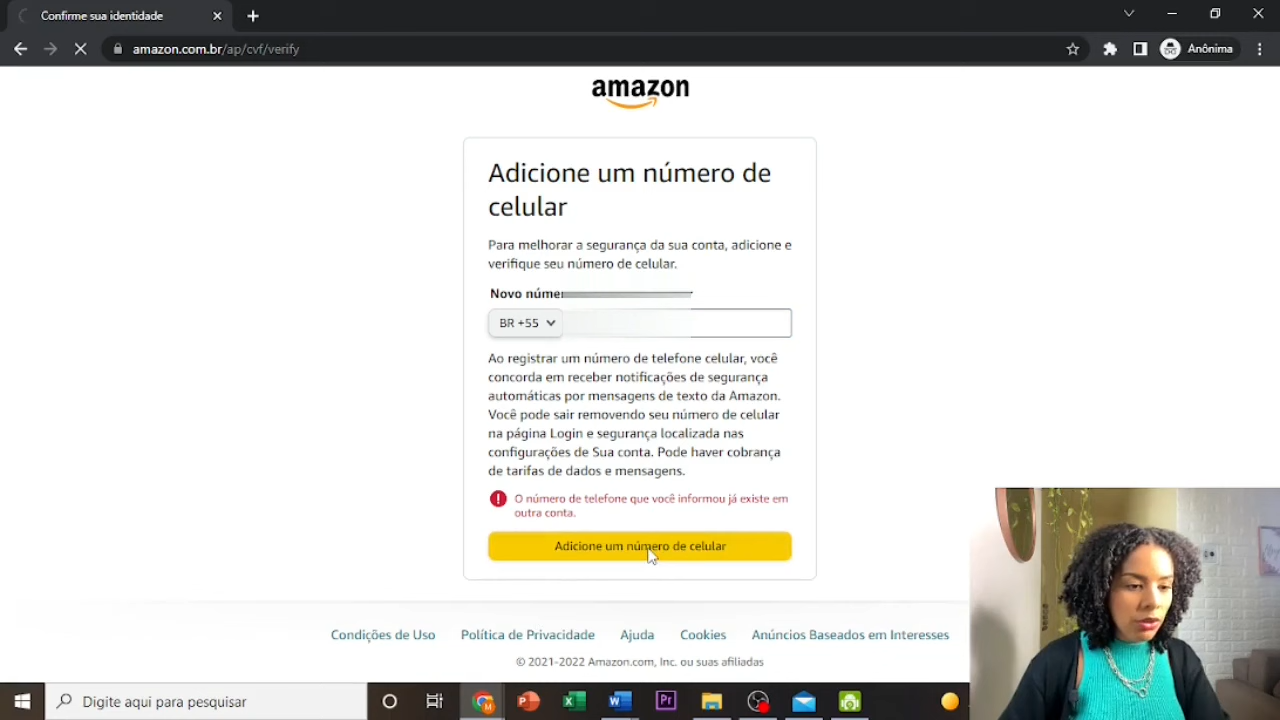 Confirme sua identidade
amazon.com.br/ap/cvf/verify
Anônima
amazon
Adicione um número de
celular
Para melhorar a segurança da sua conta, adicione e
verifique seu número de celular.
Novo
BR +55
Ao registrar um número de telefone celular, você
concorda em receber notificações de segurança
automáticas por mensagens de texto da Amazon.
Você pode sair removendo seu número de celular
na página Login e segurança localizada nas
configurações de Sua conta. Pode haver cobrança
de tarifas de dados e mensagens.
O número de telefone que você informou já existe em
outra conta.
Adicione um número de celular
Condições de Uso Política de Privacidade Ajuda Cookies Anúncios Baseados em Interesses
© 2021-2022 Amazon.com, Inc. ou suas afiliadas
Digite aqui para pesquisar